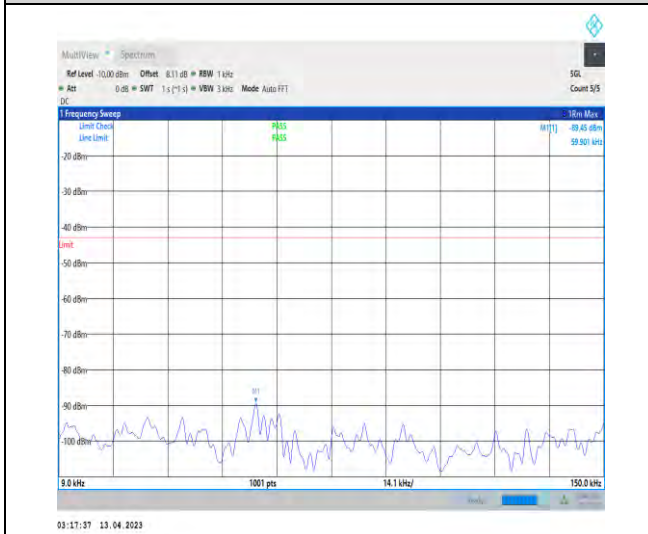 MultiView Spectrum
Ref Level -10.00 dBm Offset 8.11 dB RBW 1 kHz SGL
Att 0 dB SWT 1 s (~1 s) VBW 3 kHz Mode Auto FFT Count 5/5
DC
1 Frequency Sweep 1Rm Max
Limit Check PASS M1[1] -89.45 dBm
Line Limit PASS 59.901 kHz
-20 dBm
-30 dBm
-40 dBm
Limit
-50 dBm
-60 dBm
-70 dBm
-80 dBm
M1
-90 dBm
-100 dBm
9.0 kHz 1001 pts 14.1 kHz/ 150.0 kHz
03:17:37 13.04.2023